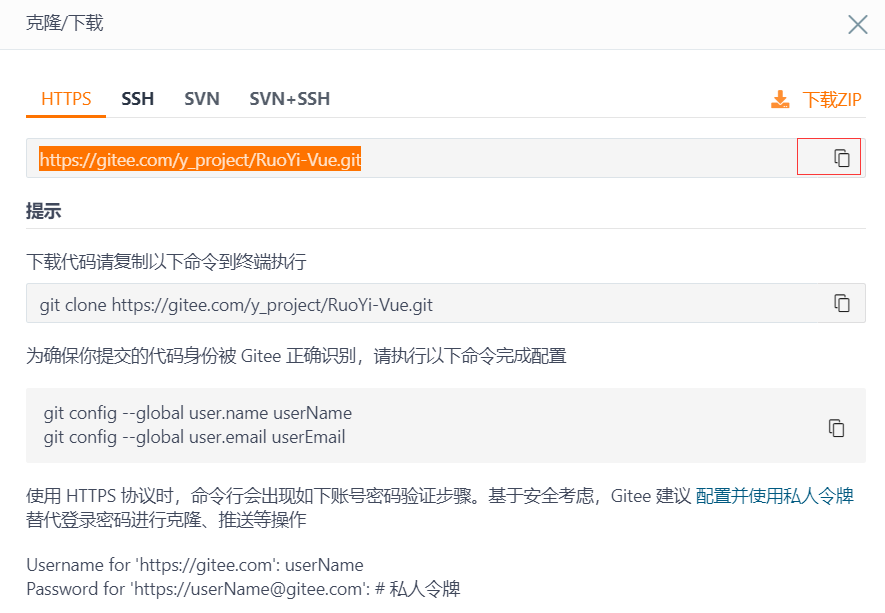 克隆/下载
HTTPS SSH SVN SVN+SSH 下载ZIP
https://gitee.com/y_project/RuoYi-Vue.git
提示
下载代码请复制以下命令到终端执行
git clone https://gitee.com/y_project/RuoYi-Vue.git
为确保你提交的代码身份被 Gitee 正确识别，请执行以下命令完成配置
git config --global user.name userName
git config --global user.email userEmail
使用 HTTPS 协议时，命令行会出现如下账号密码验证步骤。基于安全考虑，Gitee 建议 配置并使用私人令牌
替代登录密码进行克隆、推送等操作
Username for 'https://gitee.com': userName
Password for 'https://userName@gitee.com': # 私人令牌